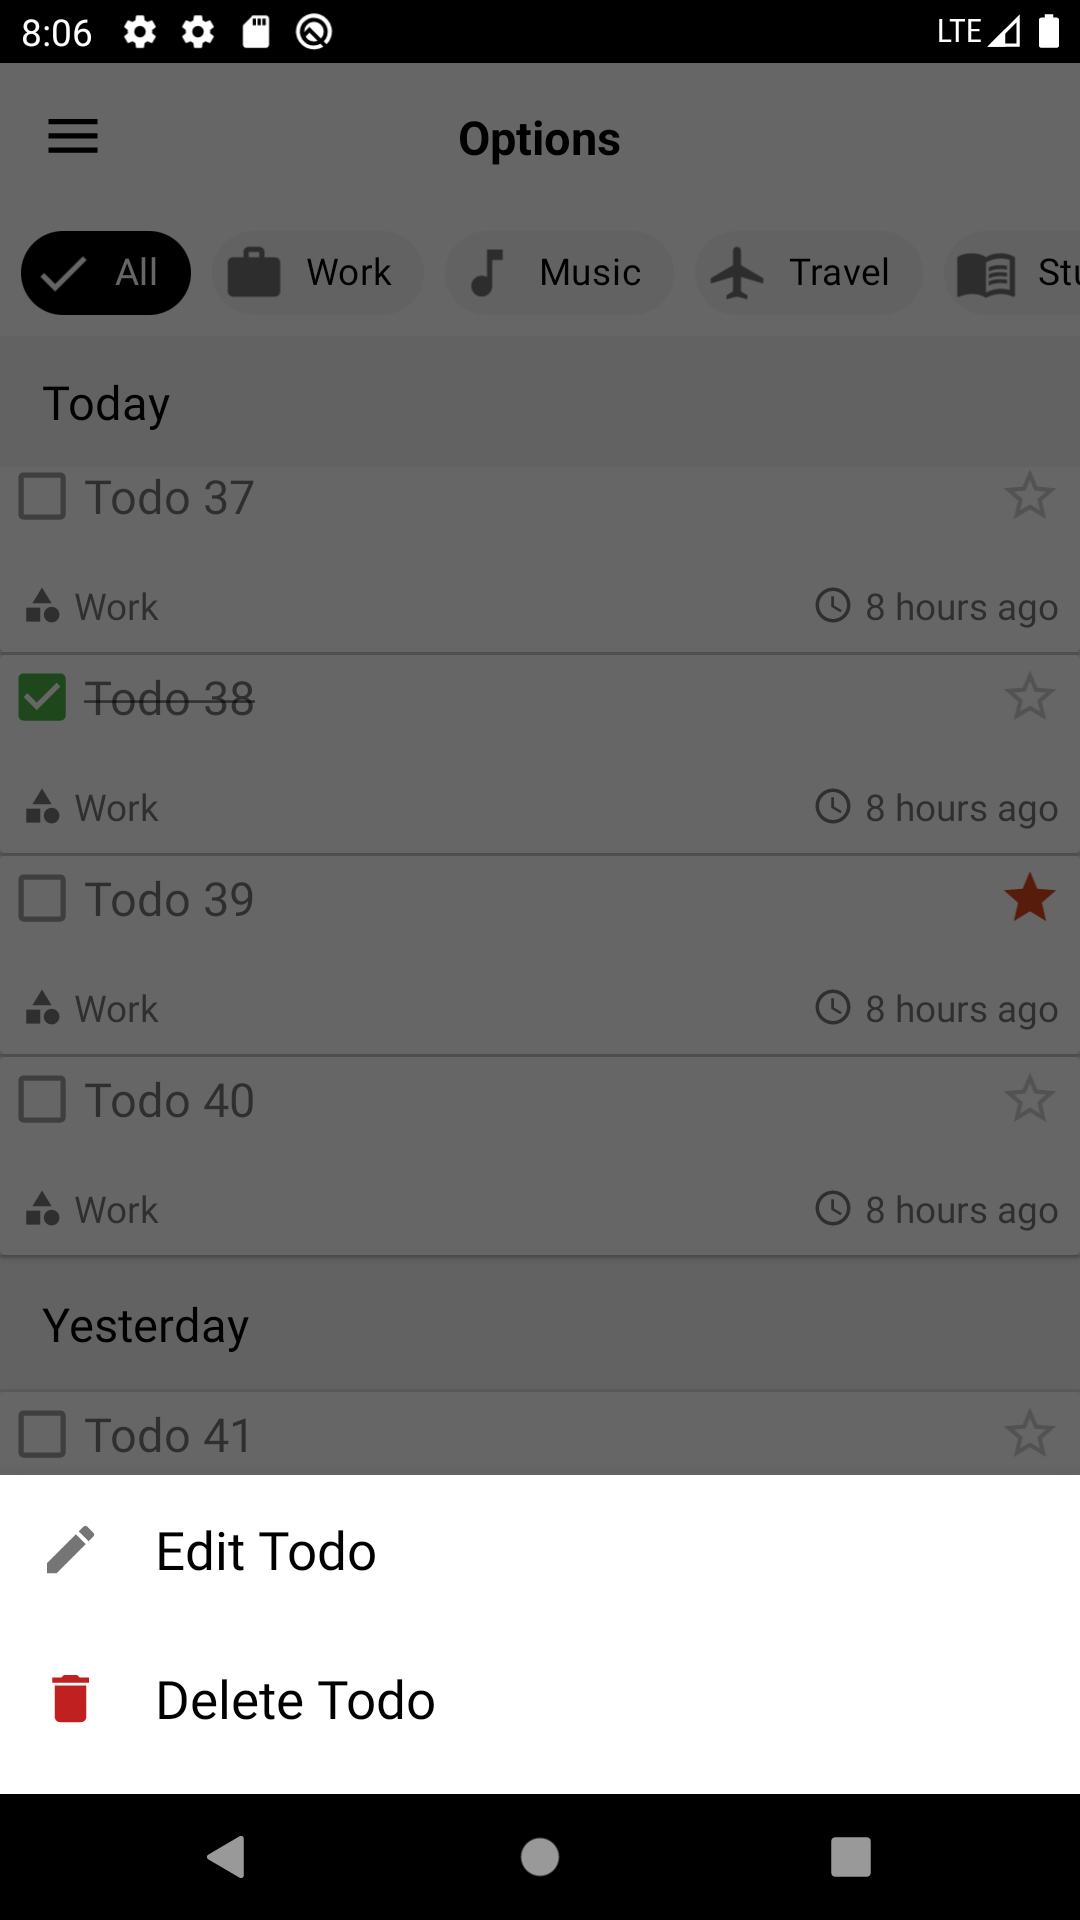 8:06
LTE
Options
All
Work
Music
Travel
Today
Todo 37
Work
8 hours ago
Todo 38
Work
8 hours ago
Todo 39
Work
8 hours ago
Todo 40
Work
8 hours ago
Yesterday
Todo 41
Edit Todo
Delete Todo